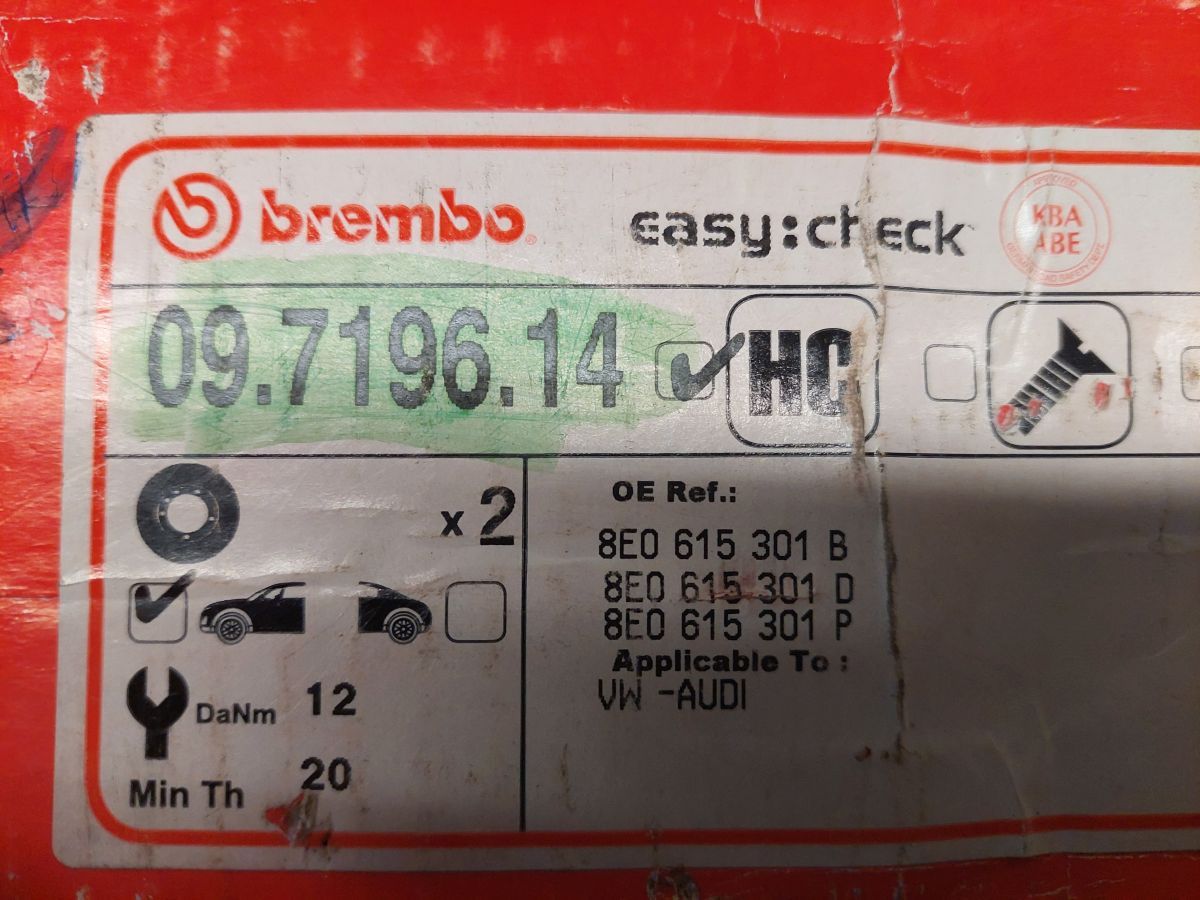 brembo
easy:check
KBA
ABE
09.7196.14
HC
x 2
OE Ref.:
8E0 615 301 B
8E0 615 301 D
8E0 615 301 P
Applicable To :
VW -AUDI
DaNm 12
Min Th 20